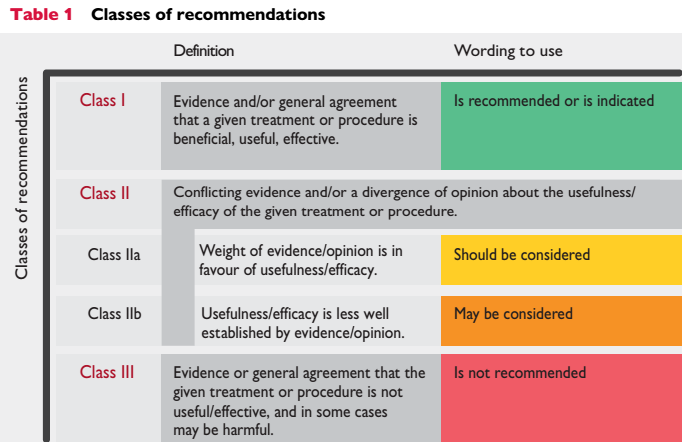 Table 1 Classes of recommendations
Definition
Wording to use
Classes of recommendations
Class I
Evidence and/or general agreement
that a given treatment or procedure is
beneficial, useful, effective.
Is recommended or is indicated
Class II
Conflicting evidence and/or a divergence of opinion about the usefulness/
efficacy of the given treatment or procedure.
Class IIa
Weight of evidence/opinion is in
favour of usefulness/efficacy.
Should be considered
Class IIb
Usefulness/efficacy is less well
established by evidence/opinion.
May be considered
Class III
Evidence or general agreement that the
given treatment or procedure is not
useful/effective, and in some cases
may be harmful.
Is not recommended